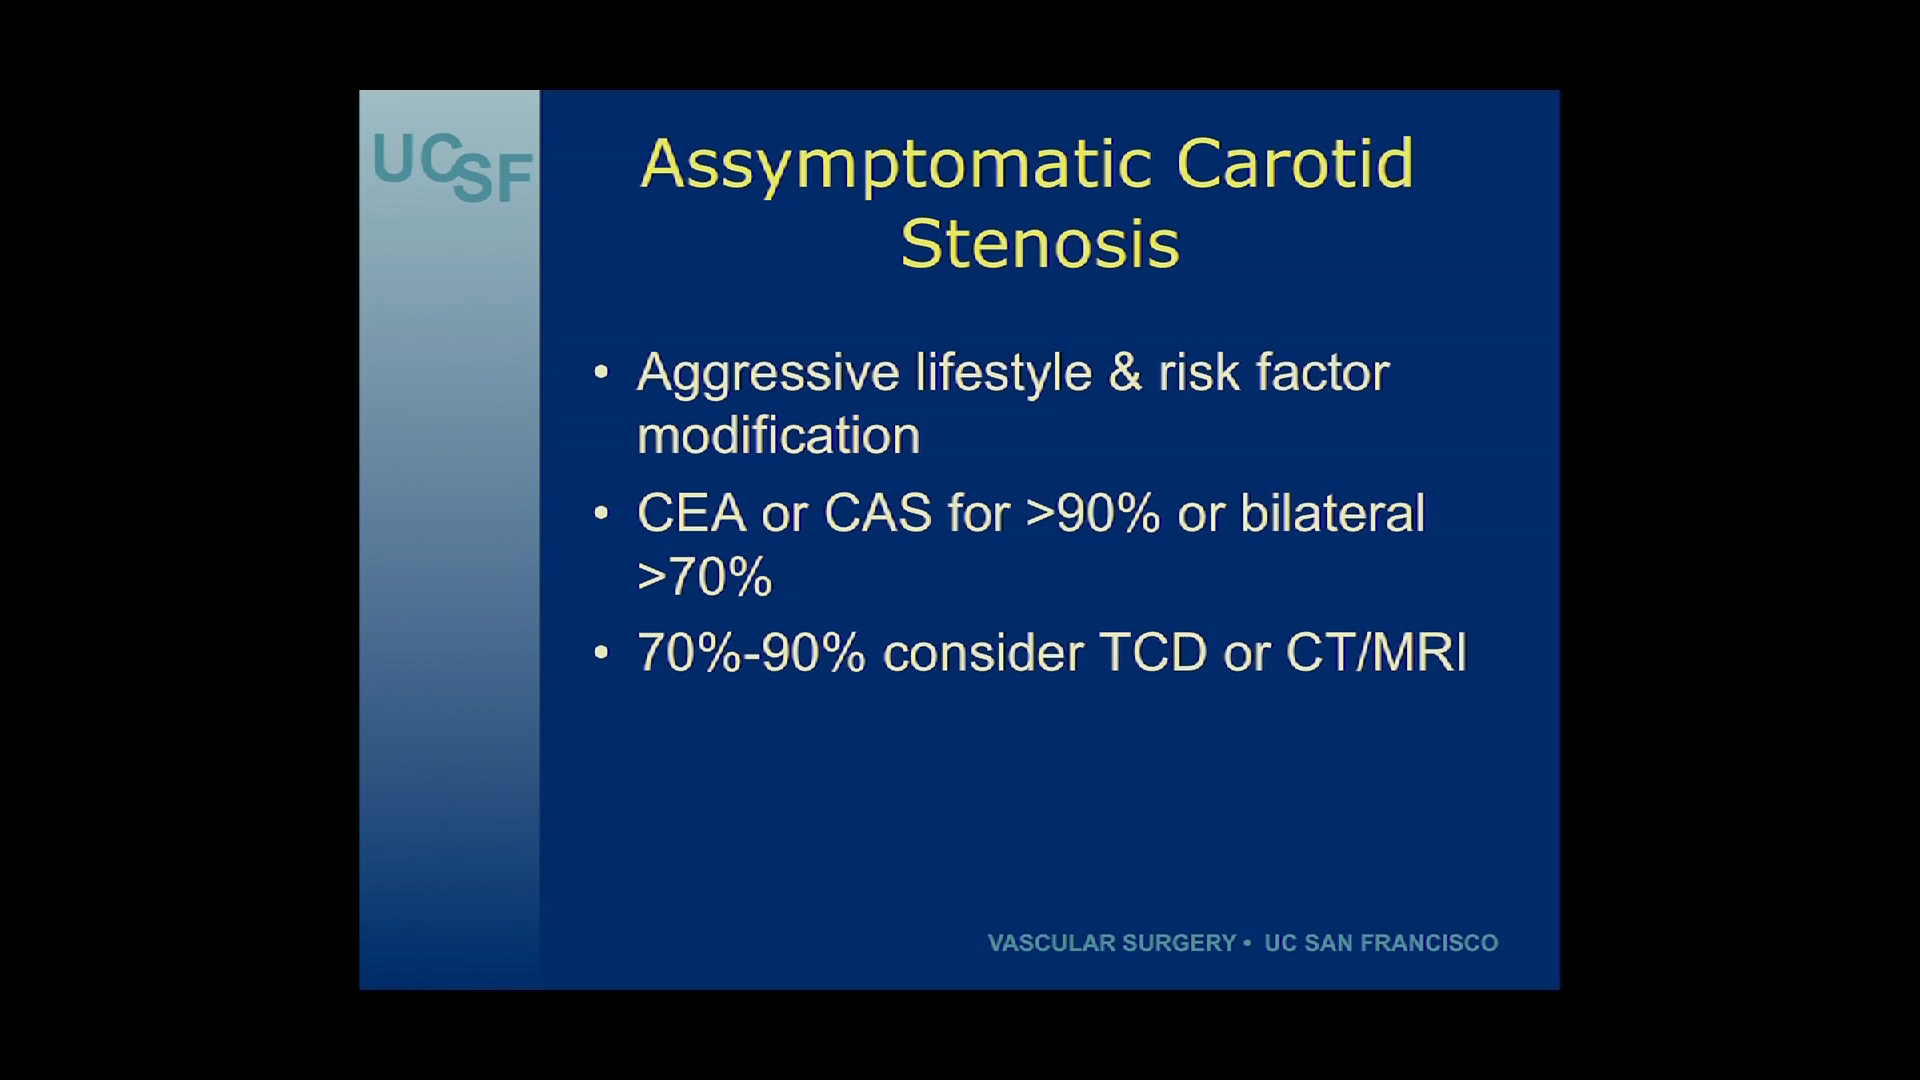 UCSF
Assymptomatic Carotid
Stenosis
• Aggressive lifestyle & risk factor
modification
• CEA or CAS for >90% or bilateral
>70%
• 70%-90% consider TCD or CT/MRI
VASCULAR SURGERY • UC SAN FRANCISCO